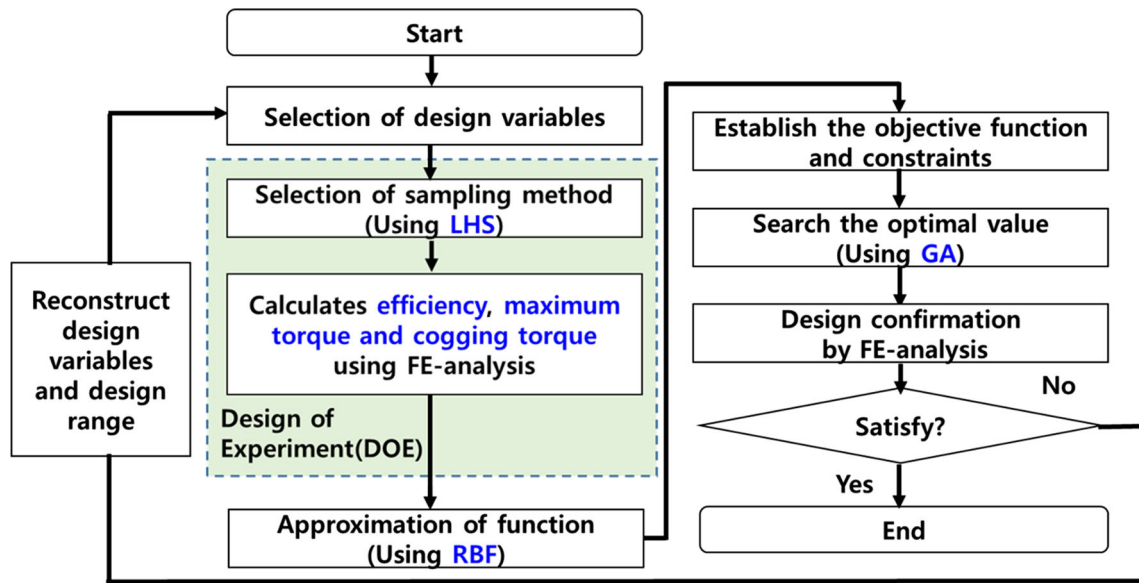 Start
Selection of design variables
Selection of sampling method
(Using LHS)
Calculates efficiency, maximum
torque and cogging torque
using FE-analysis
Design of
Experiment(DOE)
Approximation of function
(Using RBF)
Reconstruct
design
variables
and design
range
Establish the objective function
and constraints
Search the optimal value
(Using GA)
Design confirmation
by FE-analysis
No
Satisfy?
Yes
End